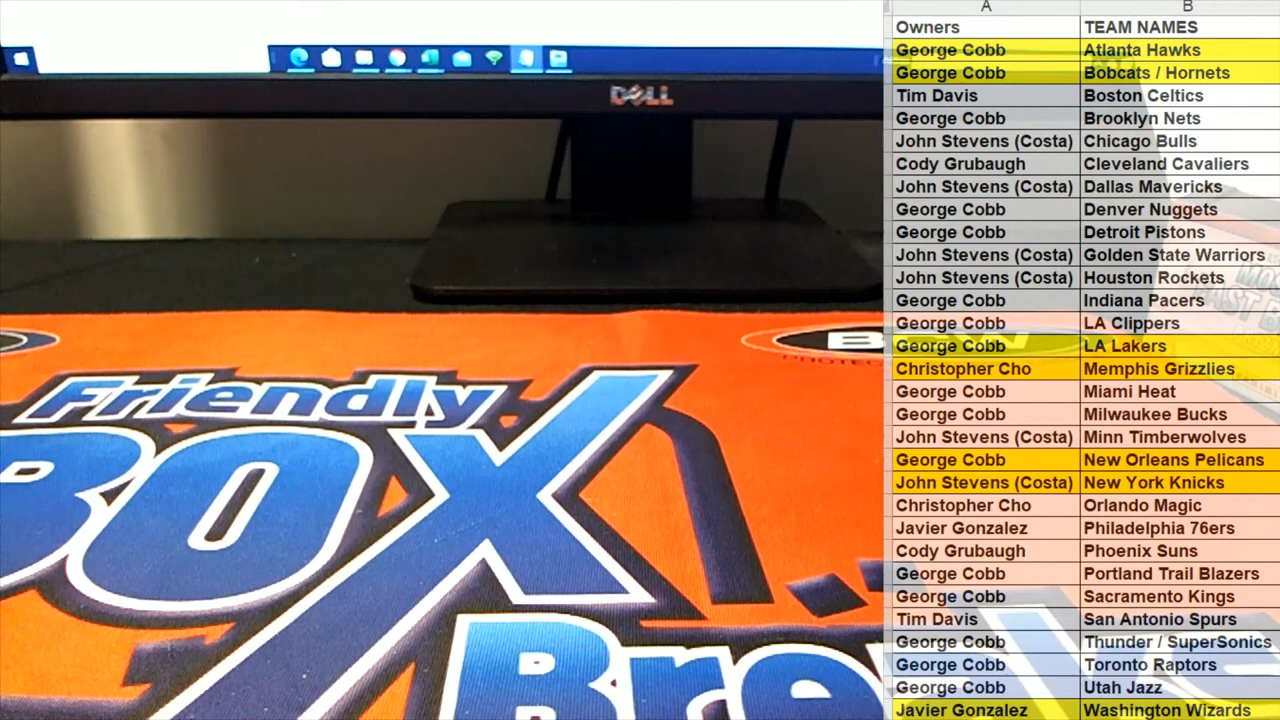 DELL
Friendly
BOX
Bre
B
A B
Owners TEAM NAMES
George Cobb Atlanta Hawks
George Cobb Bobcats / Hornets
Tim Davis Boston Celtics
George Cobb Brooklyn Nets
John Stevens (Costa) Chicago Bulls
Cody Grubaugh Cleveland Cavaliers
John Stevens (Costa) Dallas Mavericks
George Cobb Denver Nuggets
George Cobb Detroit Pistons
John Stevens (Costa) Golden State Warriors
John Stevens (Costa) Houston Rockets
George Cobb Indiana Pacers
George Cobb LA Clippers
George Cobb LA Lakers
Christopher Cho Memphis Grizzlies
George Cobb Miami Heat
George Cobb Milwaukee Bucks
John Stevens (Costa) Minn Timberwolves
George Cobb New Orleans Pelicans
John Stevens (Costa) New York Knicks
Christopher Cho Orlando Magic
Javier Gonzalez Philadelphia 76ers
Cody Grubaugh Phoenix Suns
George Cobb Portland Trail Blazers
George Cobb Sacramento Kings
Tim Davis San Antonio Spurs
George Cobb Thunder / SuperSonics
George Cobb Toronto Raptors
George Cobb Utah Jazz
Javier Gonzalez Washington Wizards